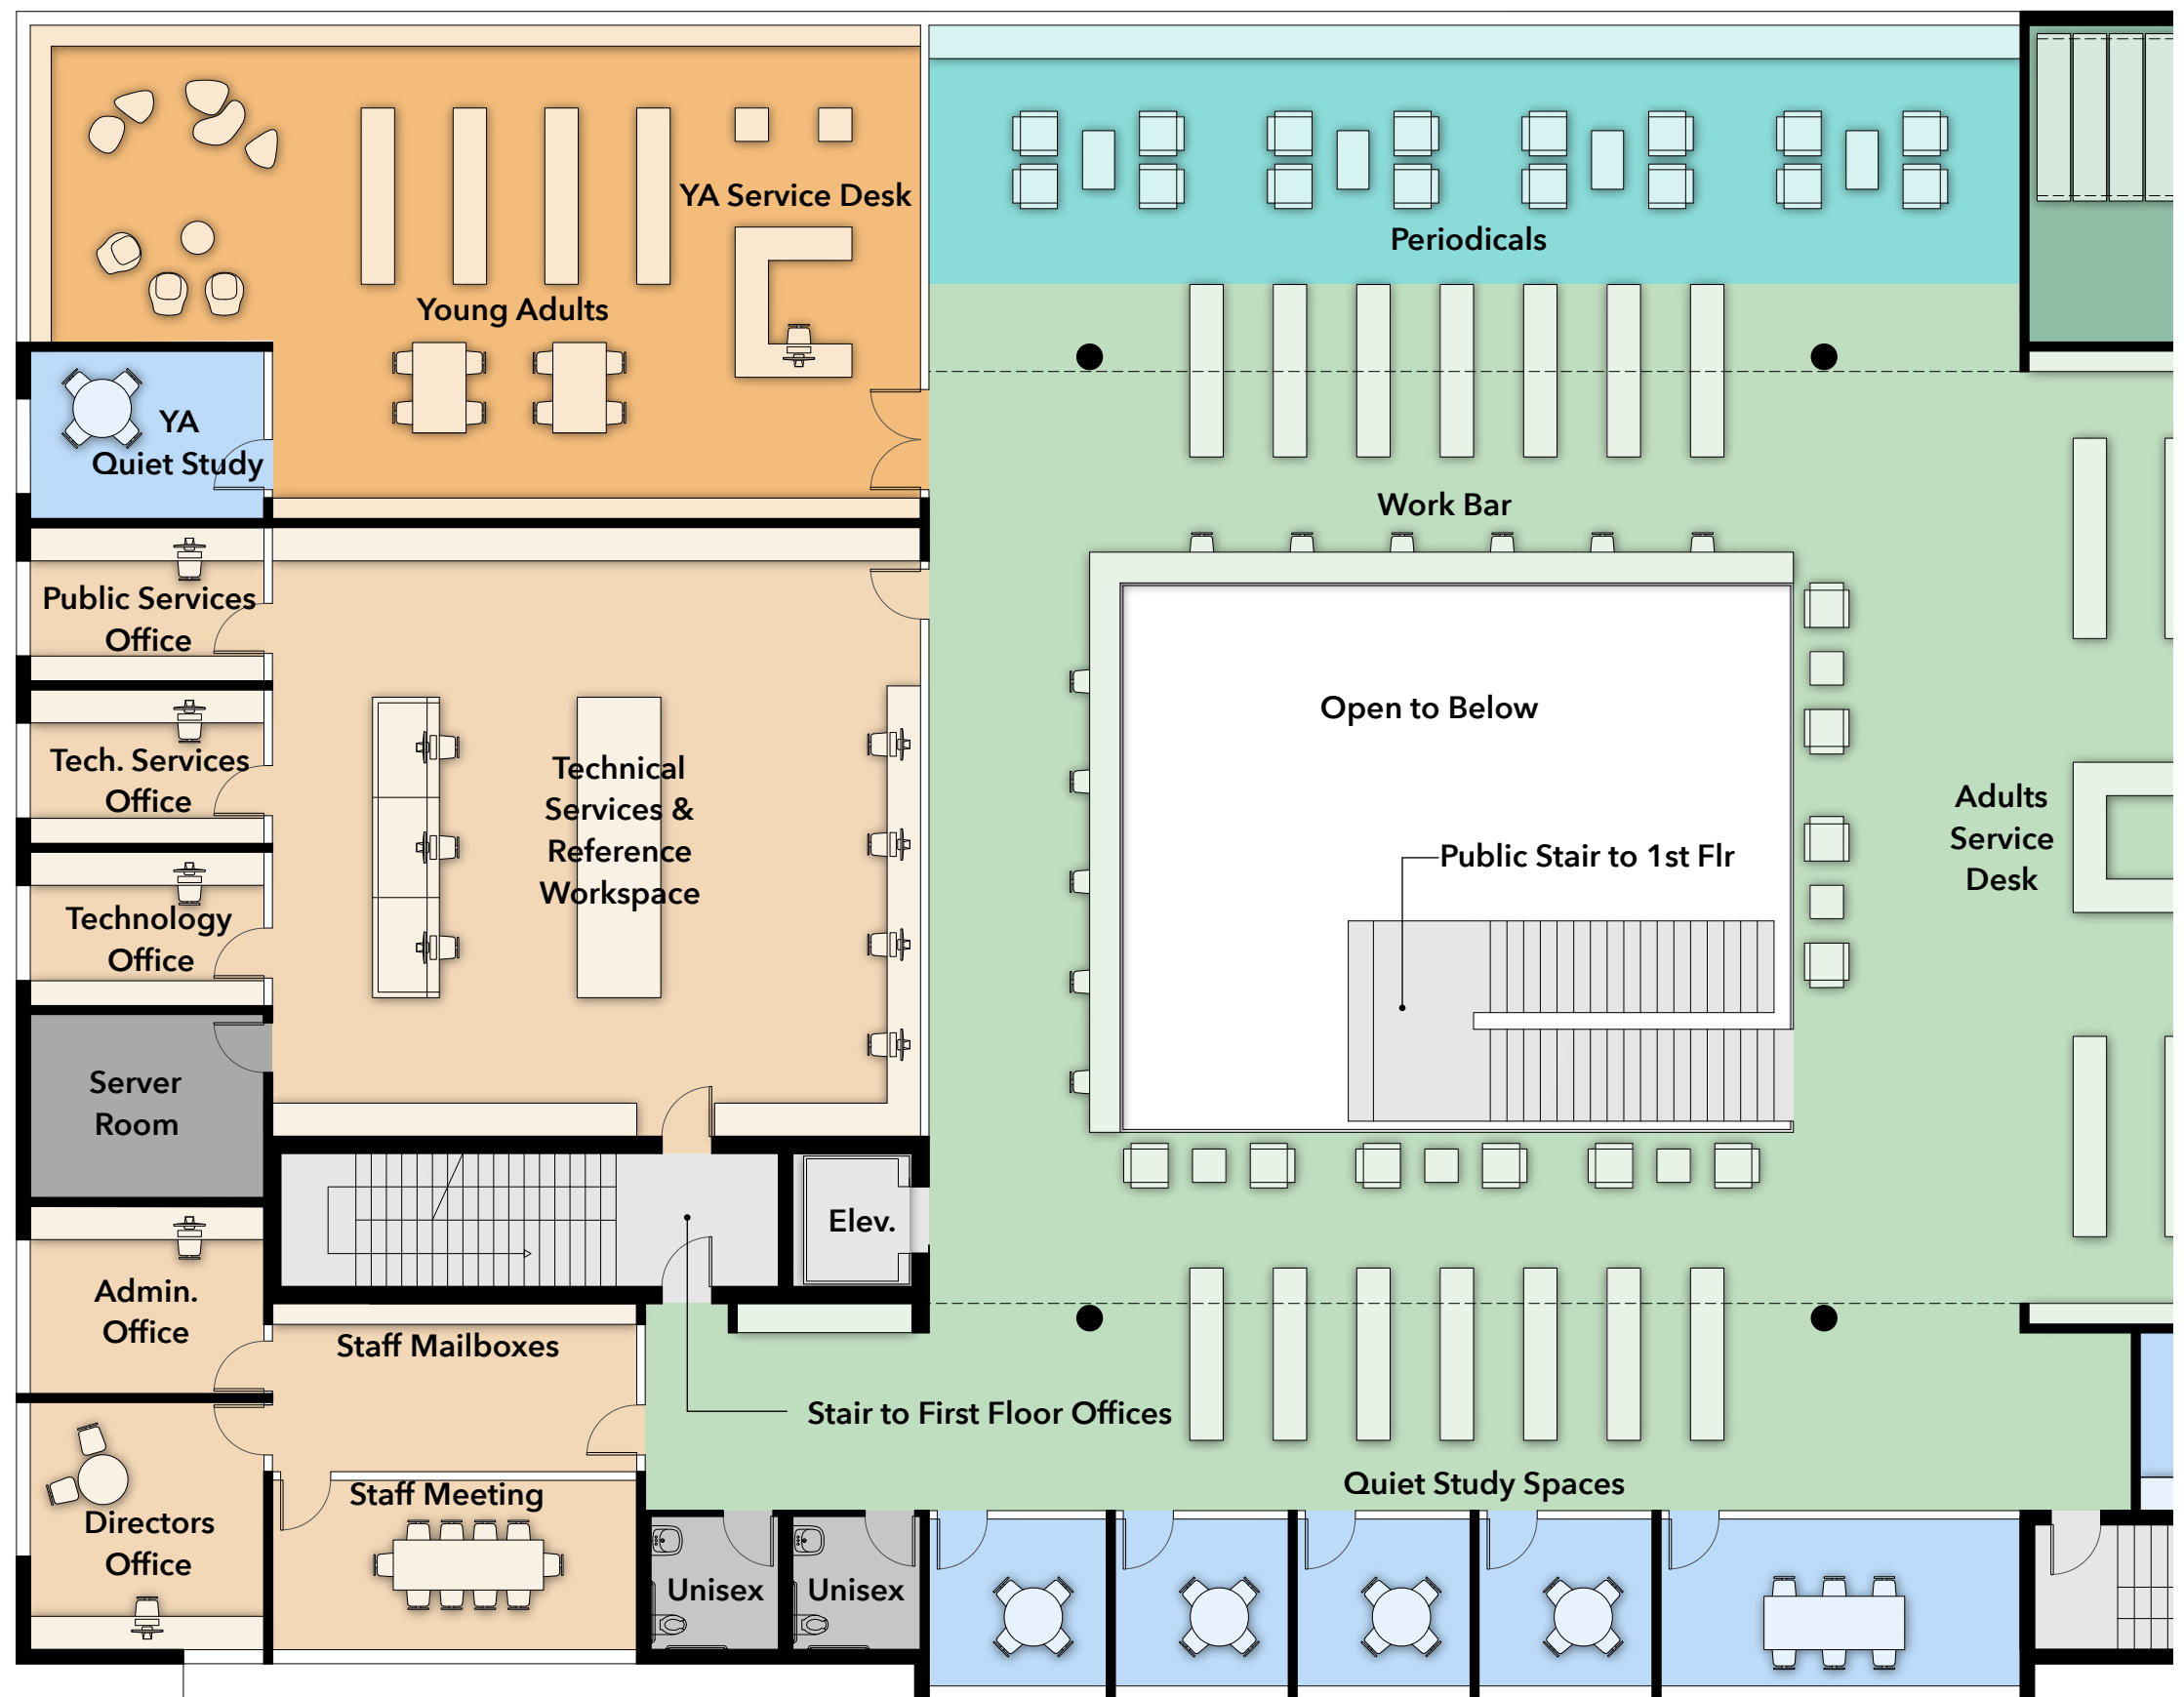 YA Service Desk
Periodicals
Young Adults
YA
Quiet Study
Work Bar
Public Services
Office
Open to Below
Tech. Services
Office
Technical
Services &
Reference
Workspace
Adults
Service
Desk
Public Stair to 1st Flr
Technology
Office
Server
Room
Elev.
Admin.
Office
Staff Mailboxes
Stair to First Floor Offices
Quiet Study Spaces
Staff Meeting
Directors
Office
Unisex
Unisex